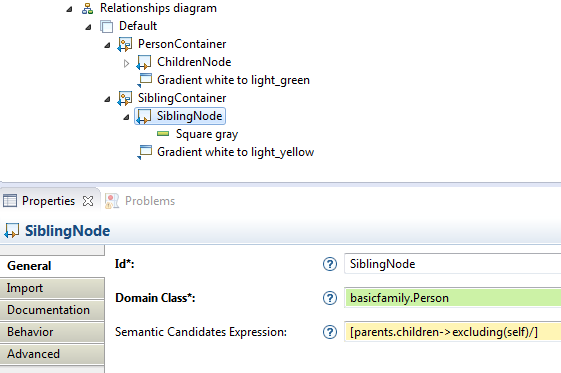 Relationships diagram
Default
PersonContainer
ChildrenNode
Gradient white to light_green
SiblingContainer
SiblingNode
Square gray
Gradient white to light_yellow
Properties Problems
SiblingNode
General Id*: SiblingNode
Import
Domain Class*: basicfamily.Person
Documentation
Behavior Semantic Candidates Expression: [parents.children->excluding(self)/]
Advanced